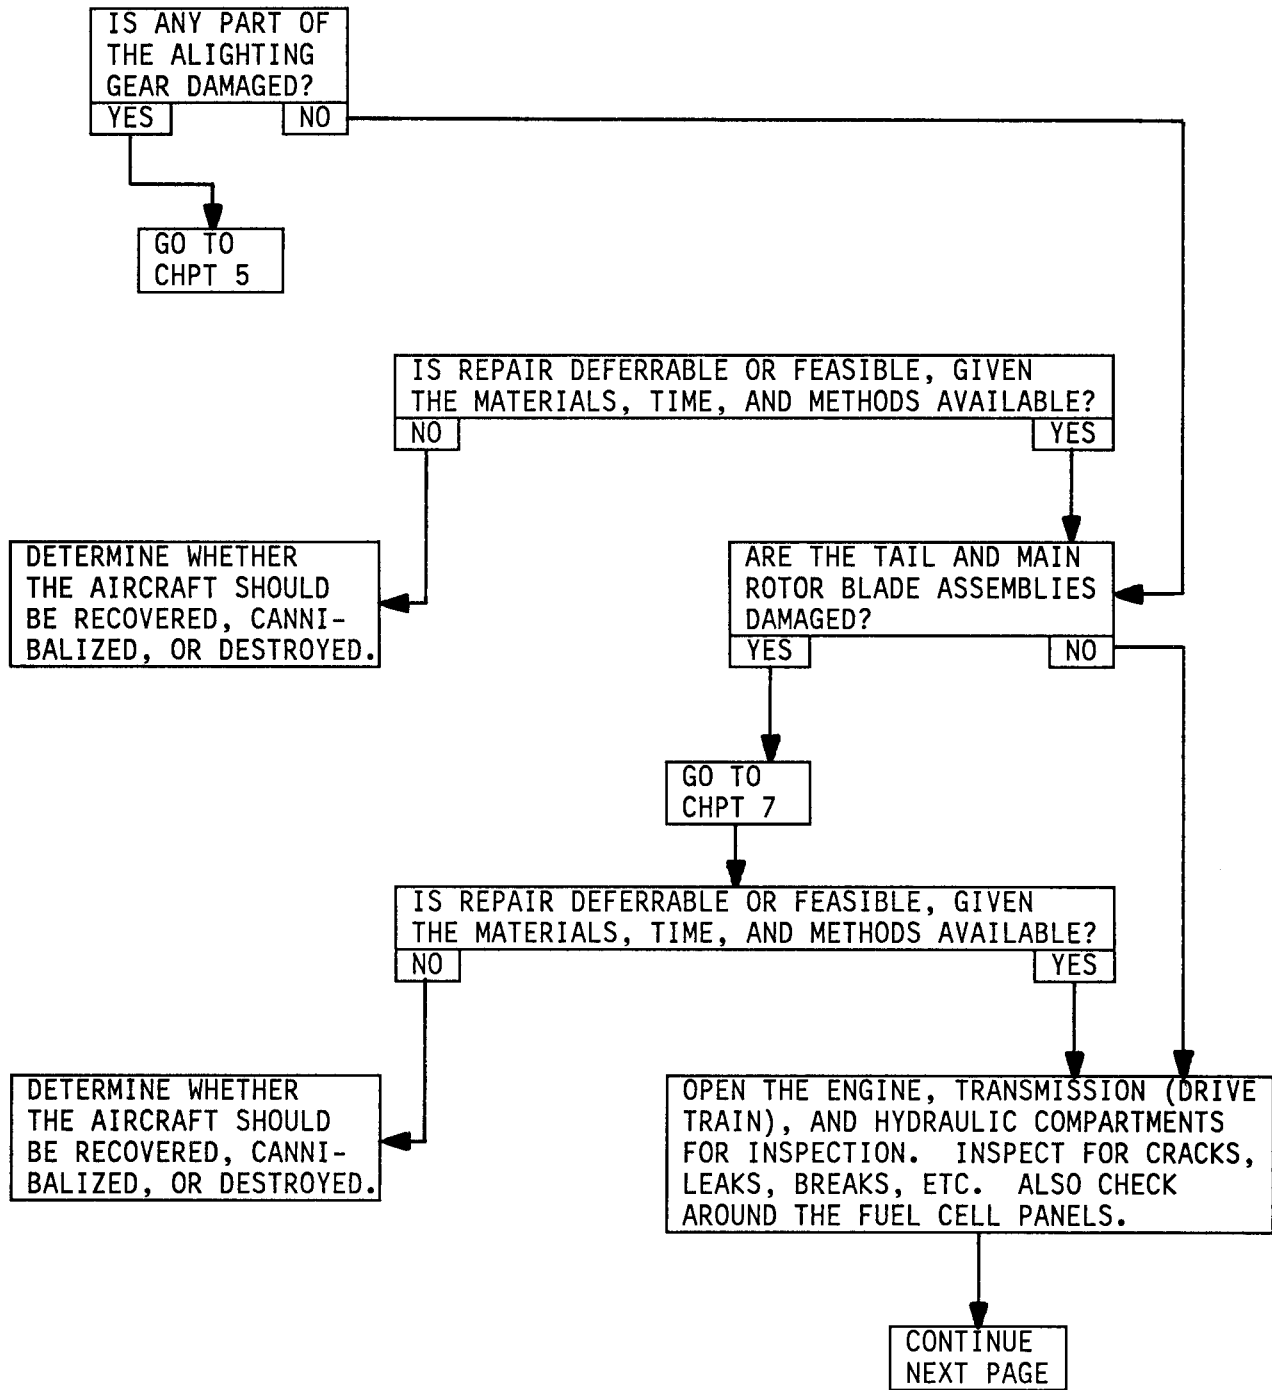 IS ANY PART OF
THE ALIGHTING
GEAR DAMAGED?
YES
NO
GO TO
CHPT 5
IS REPAIR DEFERRABLE OR FEASIBLE, GIVEN
THE MATERIALS, TIME, AND METHODS AVAILABLE?
NO
YES
DETERMINE WHETHER
THE AIRCRAFT SHOULD
BE RECOVERED, CANNI-
BALIZED, OR DESTROYED.
ARE THE TAIL AND MAIN
ROTOR BLADE ASSEMBLIES
DAMAGED?
YES
NO
GO TO
CHPT 7
IS REPAIR DEFERRABLE OR FEASIBLE, GIVEN
THE MATERIALS, TIME, AND METHODS AVAILABLE?
NO
YES
DETERMINE WHETHER
THE AIRCRAFT SHOULD
BE RECOVERED, CANNI-
BALIZED, OR DESTROYED.
OPEN THE ENGINE, TRANSMISSION (DRIVE
TRAIN), AND HYDRAULIC COMPARTMENTS
FOR INSPECTION. INSPECT FOR CRACKS,
LEAKS, BREAKS, ETC. ALSO CHECK
AROUND THE FUEL CELL PANELS.
CONTINUE
NEXT PAGE